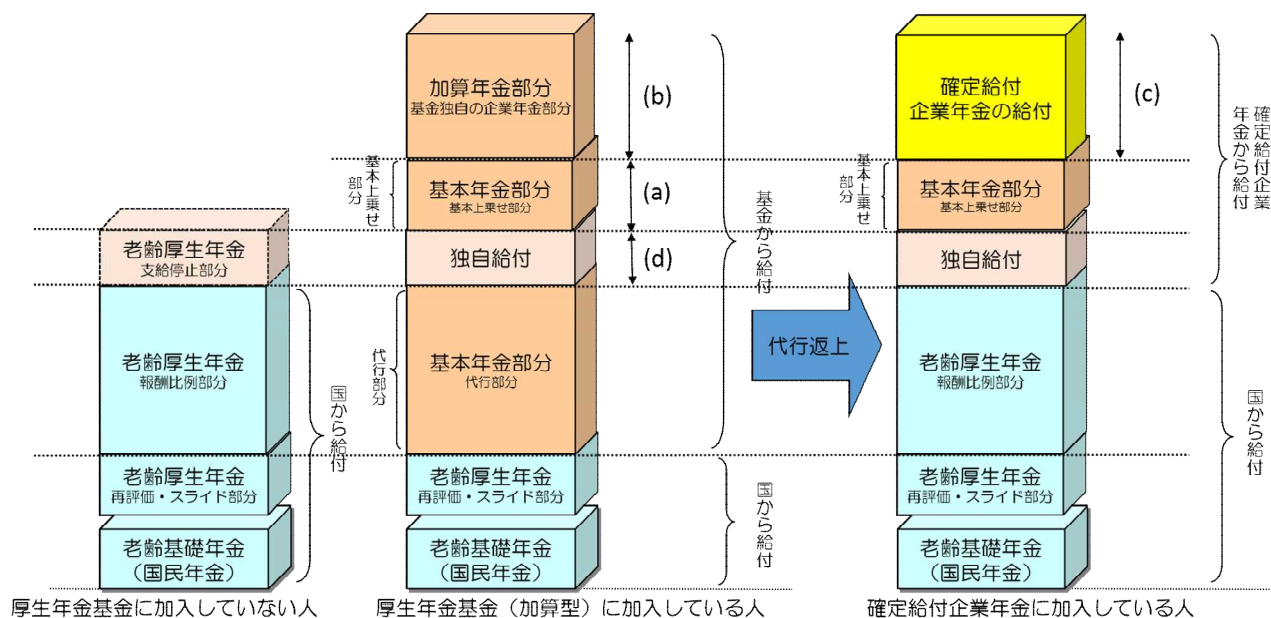 老齢厚生年金
支給停止部分
老齢厚生年金
報酬比例部分
老齢厚生年金
再評価・スライド部分
老齢基礎年金
（国民年金）
国から給付
厚生年金基金に加入していない人
加算年金部分
基金独自の企業年金部分
(b)
基本上乗せ
部分
基本年金部分
基本上乗せ部分
(a)
独自給付
(d)
代行部分
基本年金部分
代行部分
基金から給付
老齢厚生年金
再評価・スライド部分
老齢基礎年金
（国民年金）
国から給付
厚生年金基金（加算型）に加入している人
代行返上
確定給付
企業年金の給付
(c)
確定給付企業
年金から給付
基本上乗せ
部分
基本年金部分
基本上乗せ部分
独自給付
老齢厚生年金
報酬比例部分
老齢厚生年金
再評価・スライド部分
老齢基礎年金
（国民年金）
国から給付
確定給付企業年金に加入している人